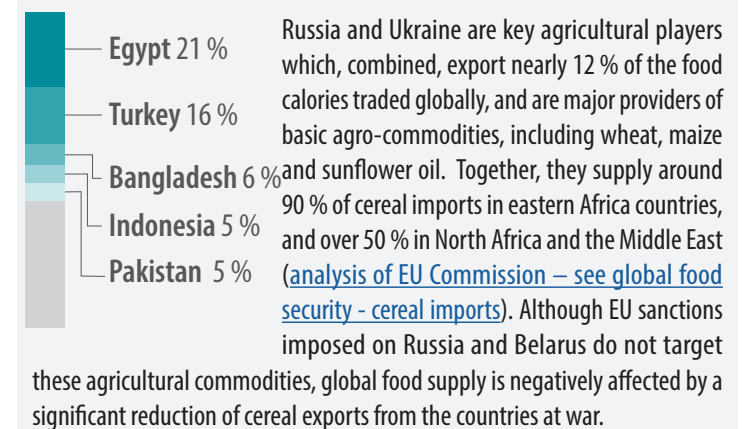 Egypt 21 %
Turkey 16 %
Bangladesh 6 %
Indonesia 5 %
Pakistan 5 %
Russia and Ukraine are key agricultural players
which, combined, export nearly 12 % of the food
calories traded globally, and are major providers of
basic agro-commodities, including wheat, maize
and sunflower oil. Together, they supply around
90 % of cereal imports in eastern Africa countries,
and over 50 % in North Africa and the Middle East
(analysis of EU Commission – see global food
security - cereal imports). Although EU sanctions
imposed on Russia and Belarus do not target
these agricultural commodities, global food supply is negatively affected by a
significant reduction of cereal exports from the countries at war.